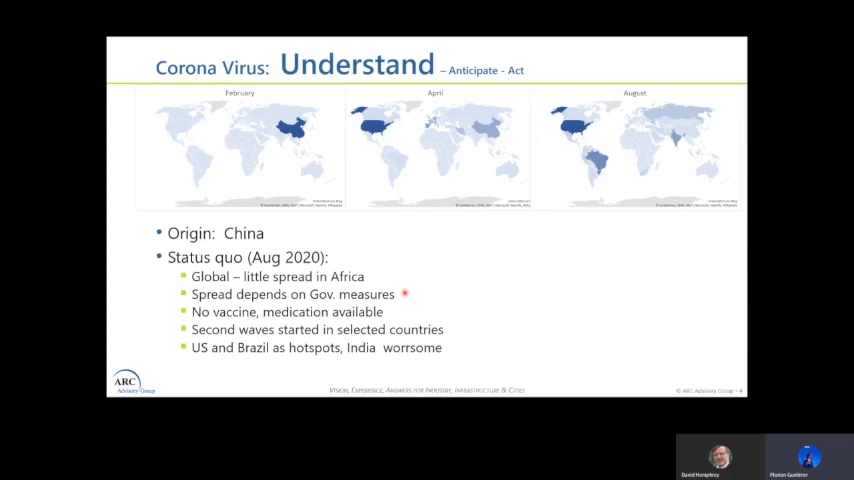 Corona Virus: Understand – Anticipate - Act
February
April
August
• Origin: China
• Status quo (Aug 2020):
Global – little spread in Africa
Spread depends on Gov. measures
No vaccine, medication available
Second waves started in selected countries
US and Brazil as hotspots, India worrsome
ARC
Advisory Group
VISION, EXPERIENCE, ANSWERS FOR INDUSTRY, INFRASTRUCTURE & CITIES
© ARC Advisory Group • 4
David Humphrey